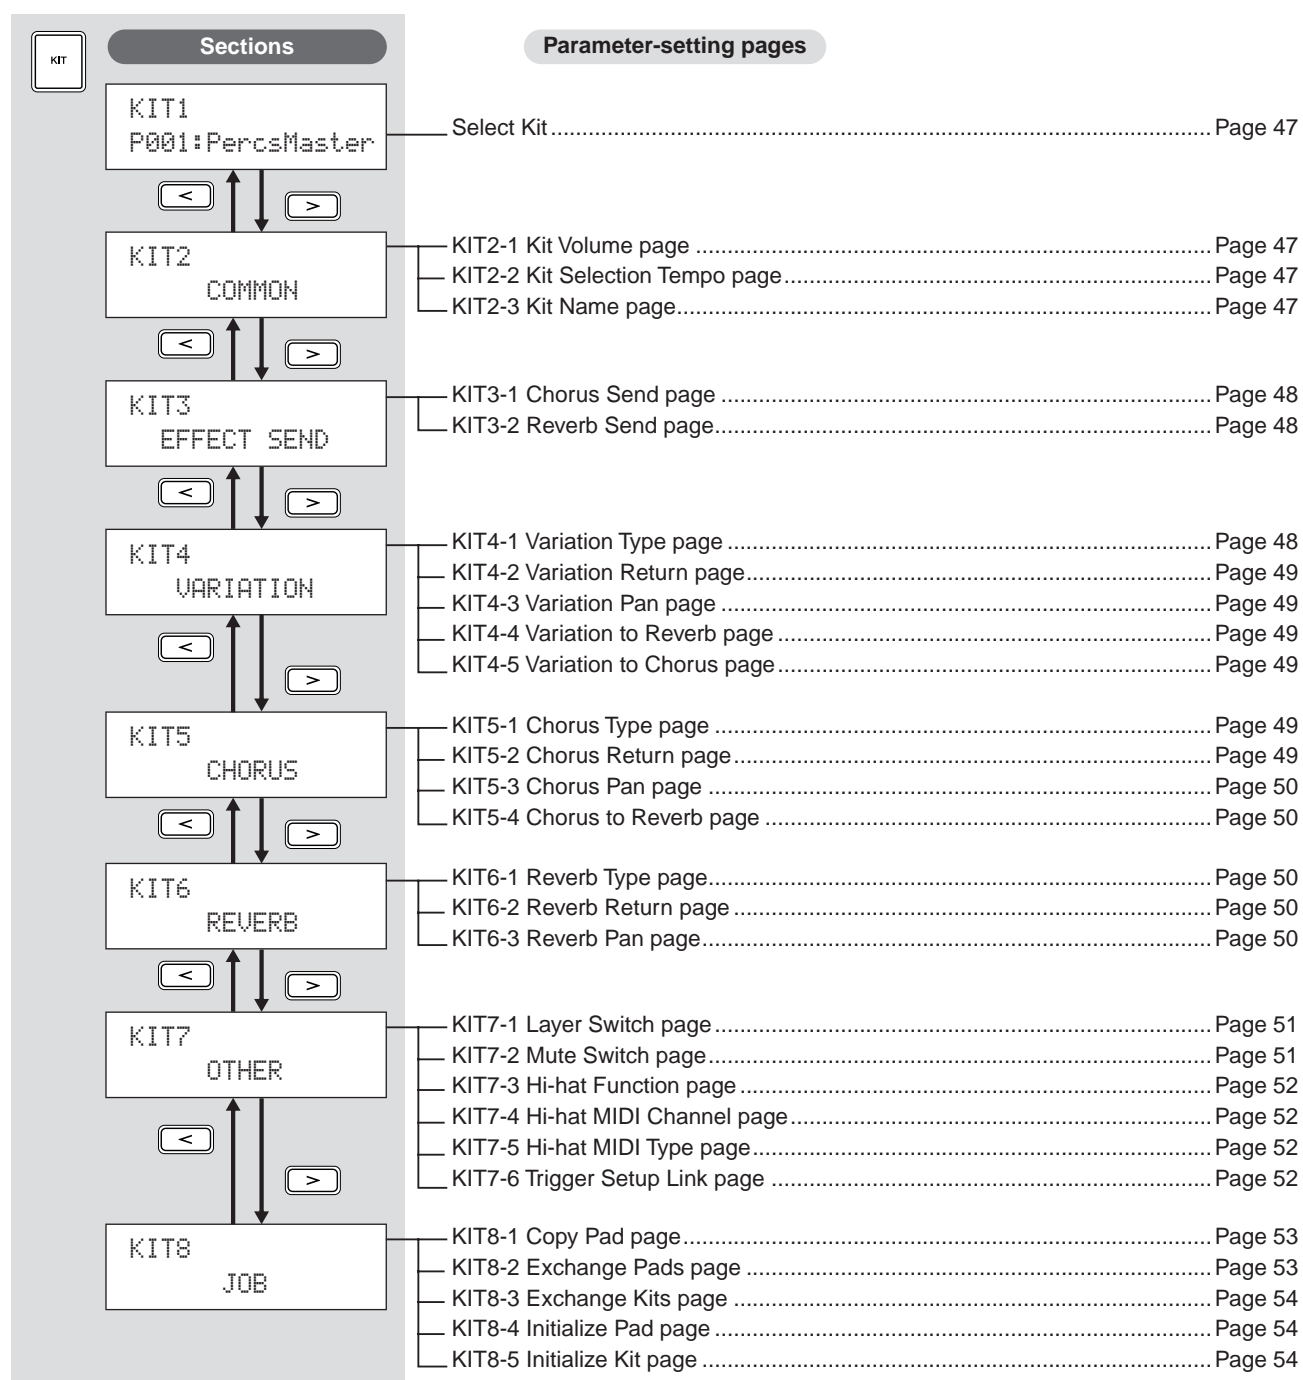 KIT
Sections
Parameter-setting pages
KIT1
P001:PercsMaster
Select Kit ........ Page 47
<
>
KIT2
COMMON
KIT2-1 Kit Volume page ........ Page 47
KIT2-2 Kit Selection Tempo page ........ Page 47
KIT2-3 Kit Name page ........ Page 47
<
>
KIT3
EFFECT SEND
KIT3-1 Chorus Send page ........ Page 48
KIT3-2 Reverb Send page ........ Page 48
<
>
KIT4
VARIATION
KIT4-1 Variation Type page ........ Page 48
KIT4-2 Variation Return page ........ Page 49
KIT4-3 Variation Pan page ........ Page 49
KIT4-4 Variation to Reverb page ........ Page 49
KIT4-5 Variation to Chorus page ........ Page 49
<
>
KIT5
CHORUS
KIT5-1 Chorus Type page ........ Page 49
KIT5-2 Chorus Return page ........ Page 49
KIT5-3 Chorus Pan page ........ Page 50
KIT5-4 Chorus to Reverb page ........ Page 50
<
>
KIT6
REVERB
KIT6-1 Reverb Type page ........ Page 50
KIT6-2 Reverb Return page ........ Page 50
KIT6-3 Reverb Pan page ........ Page 50
<
>
KIT7
OTHER
KIT7-1 Layer Switch page ........ Page 51
KIT7-2 Mute Switch page ........ Page 51
KIT7-3 Hi-hat Function page ........ Page 52
KIT7-4 Hi-hat MIDI Channel page ........ Page 52
KIT7-5 Hi-hat MIDI Type page ........ Page 52
KIT7-6 Trigger Setup Link page ........ Page 52
<
>
KIT8
JOB
KIT8-1 Copy Pad page ........ Page 53
KIT8-2 Exchange Pads page ........ Page 53
KIT8-3 Exchange Kits page ........ Page 54
KIT8-4 Initialize Pad page ........ Page 54
KIT8-5 Initialize Kit page ........ Page 54